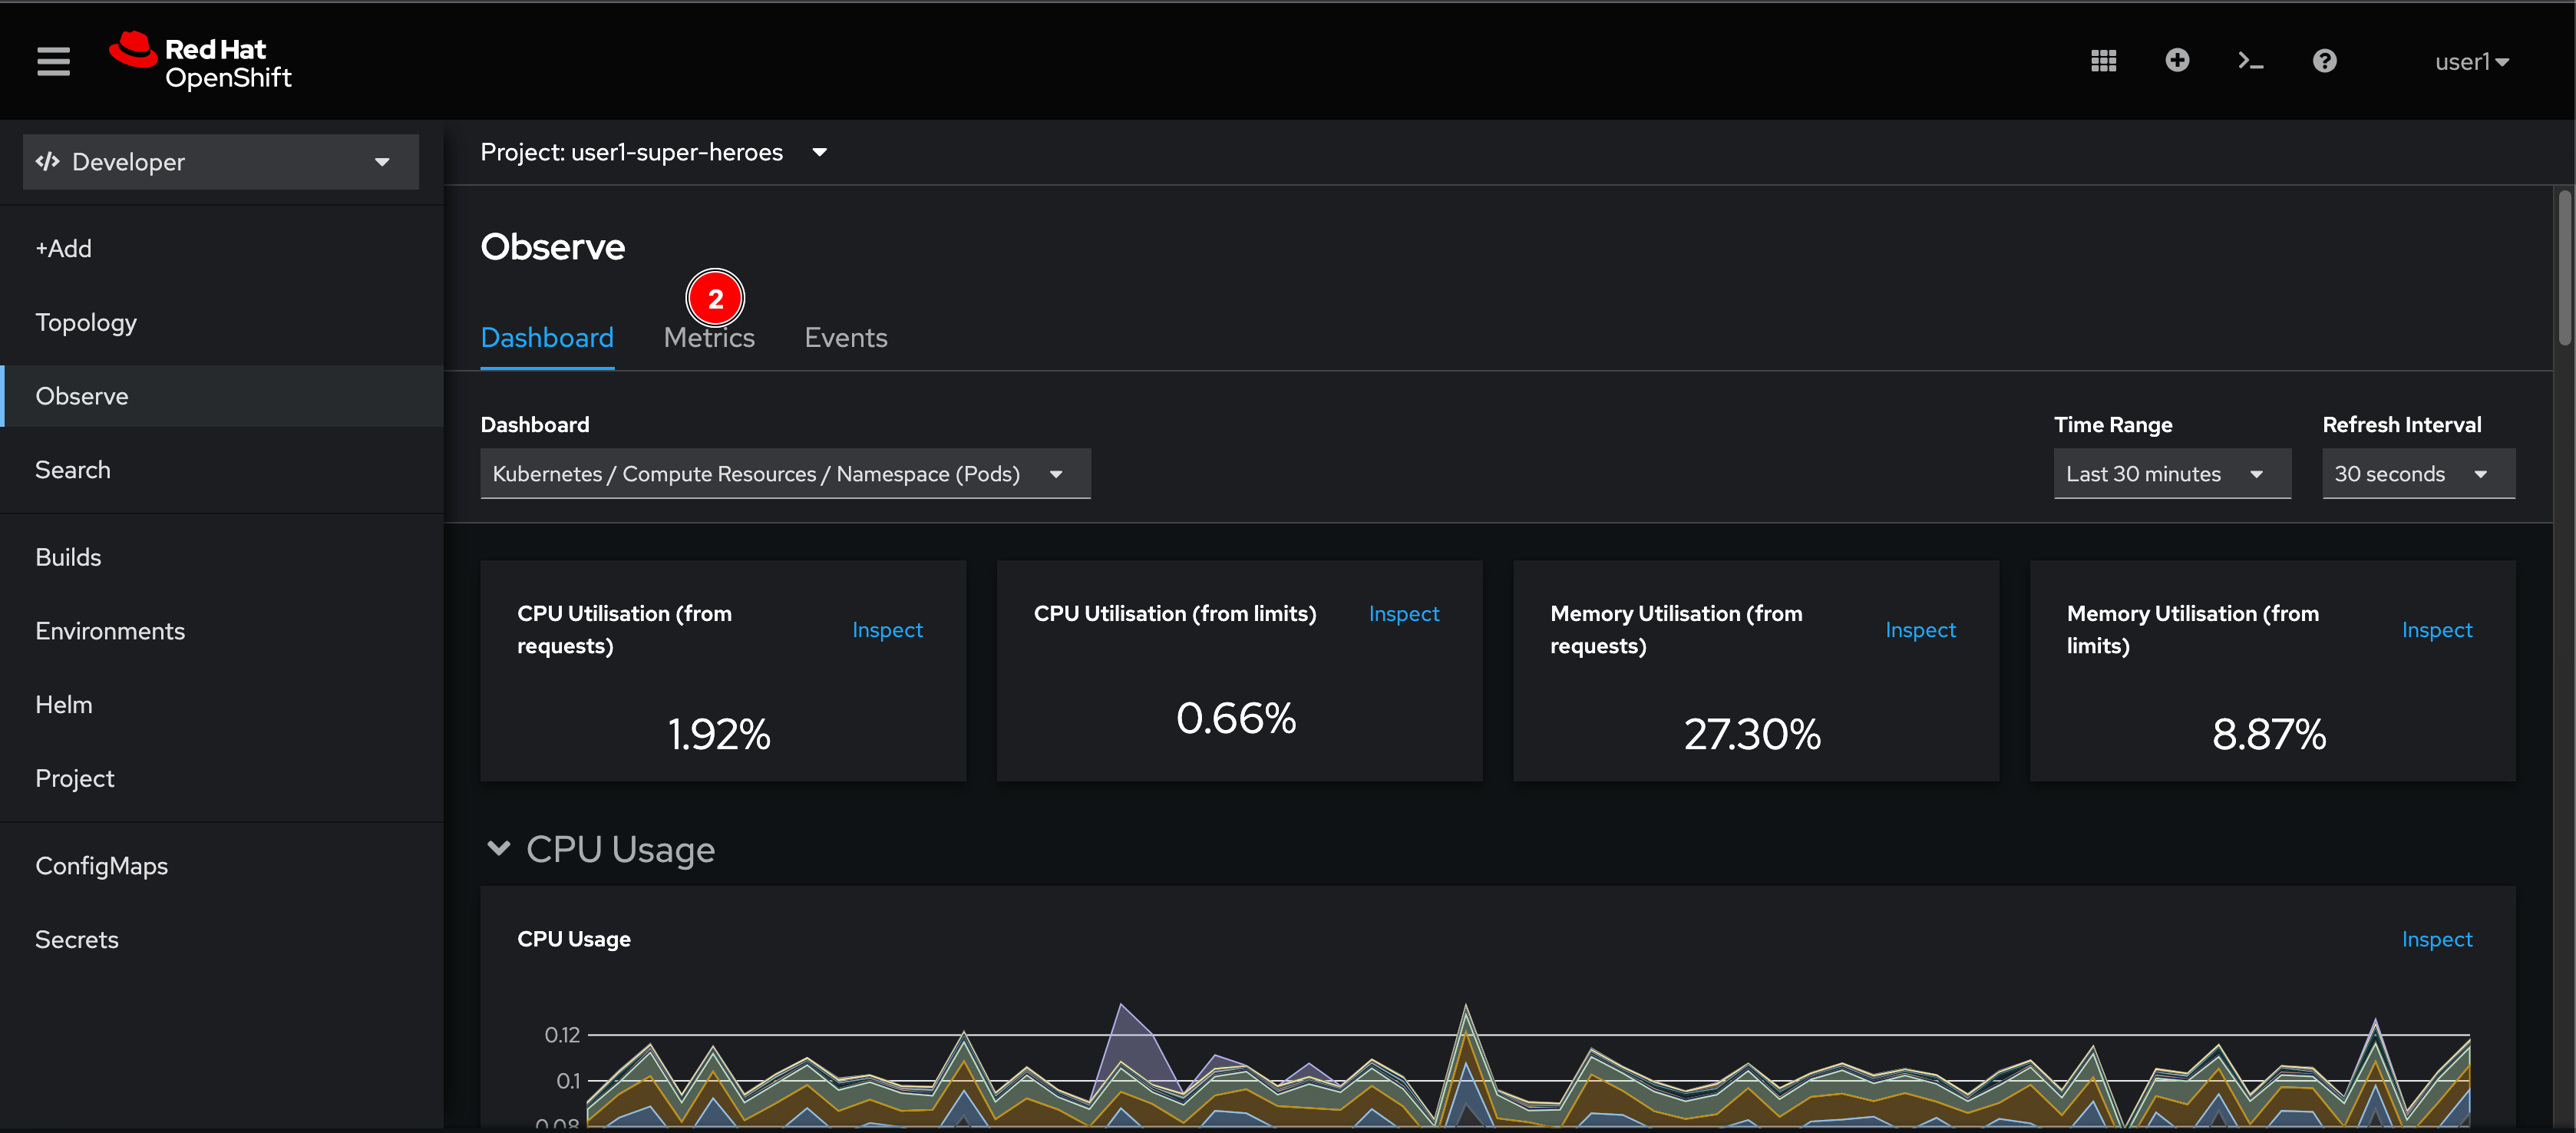 Red Hat
OpenShift
user1
Developer
Project: user1-super-heroes
+Add
Topology
Observe
Search
Builds
Environments
Helm
Project
ConfigMaps
Secrets
Observe
2
Dashboard Metrics Events
Dashboard
Kubernetes / Compute Resources / Namespace (Pods)
Time Range
Last 30 minutes
Refresh Interval
30 seconds
CPU Utilisation (from
requests)
Inspect
1.92%
CPU Utilisation (from limits)
Inspect
0.66%
Memory Utilisation (from
requests)
Inspect
27.30%
Memory Utilisation (from
limits)
Inspect
8.87%
CPU Usage
CPU Usage
Inspect
0.12
0.1
0.08